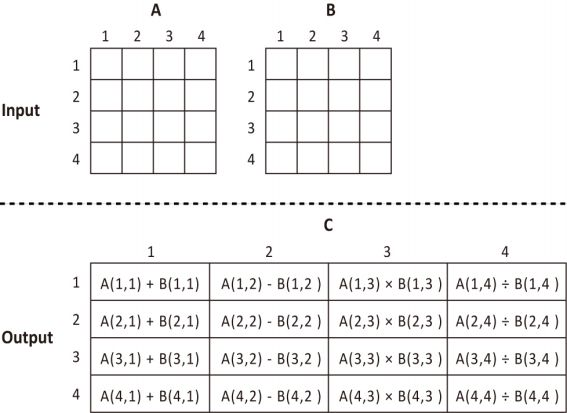 A B
1 2 3 4 1 2 3 4
1 1
2 2
Input
3 3
4 4
C
1 2 3 4
1 A(1,1) + B(1,1) A(1,2) - B(1,2 ) A(1,3) × B(1,3 ) A(1,4) ÷ B(1,4 )
2 A(2,1) + B(2,1) A(2,2) - B(2,2 ) A(2,3) × B(2,3 ) A(2,4) ÷ B(2,4 )
Output
3 A(3,1) + B(3,1) A(3,2) - B(3,2 ) A(3,3) × B(3,3 ) A(3,4) ÷ B(3,4 )
4 A(4,1) + B(4,1) A(4,2) - B(4,2 ) A(4,3) × B(4,3 ) A(4,4) ÷ B(4,4 )